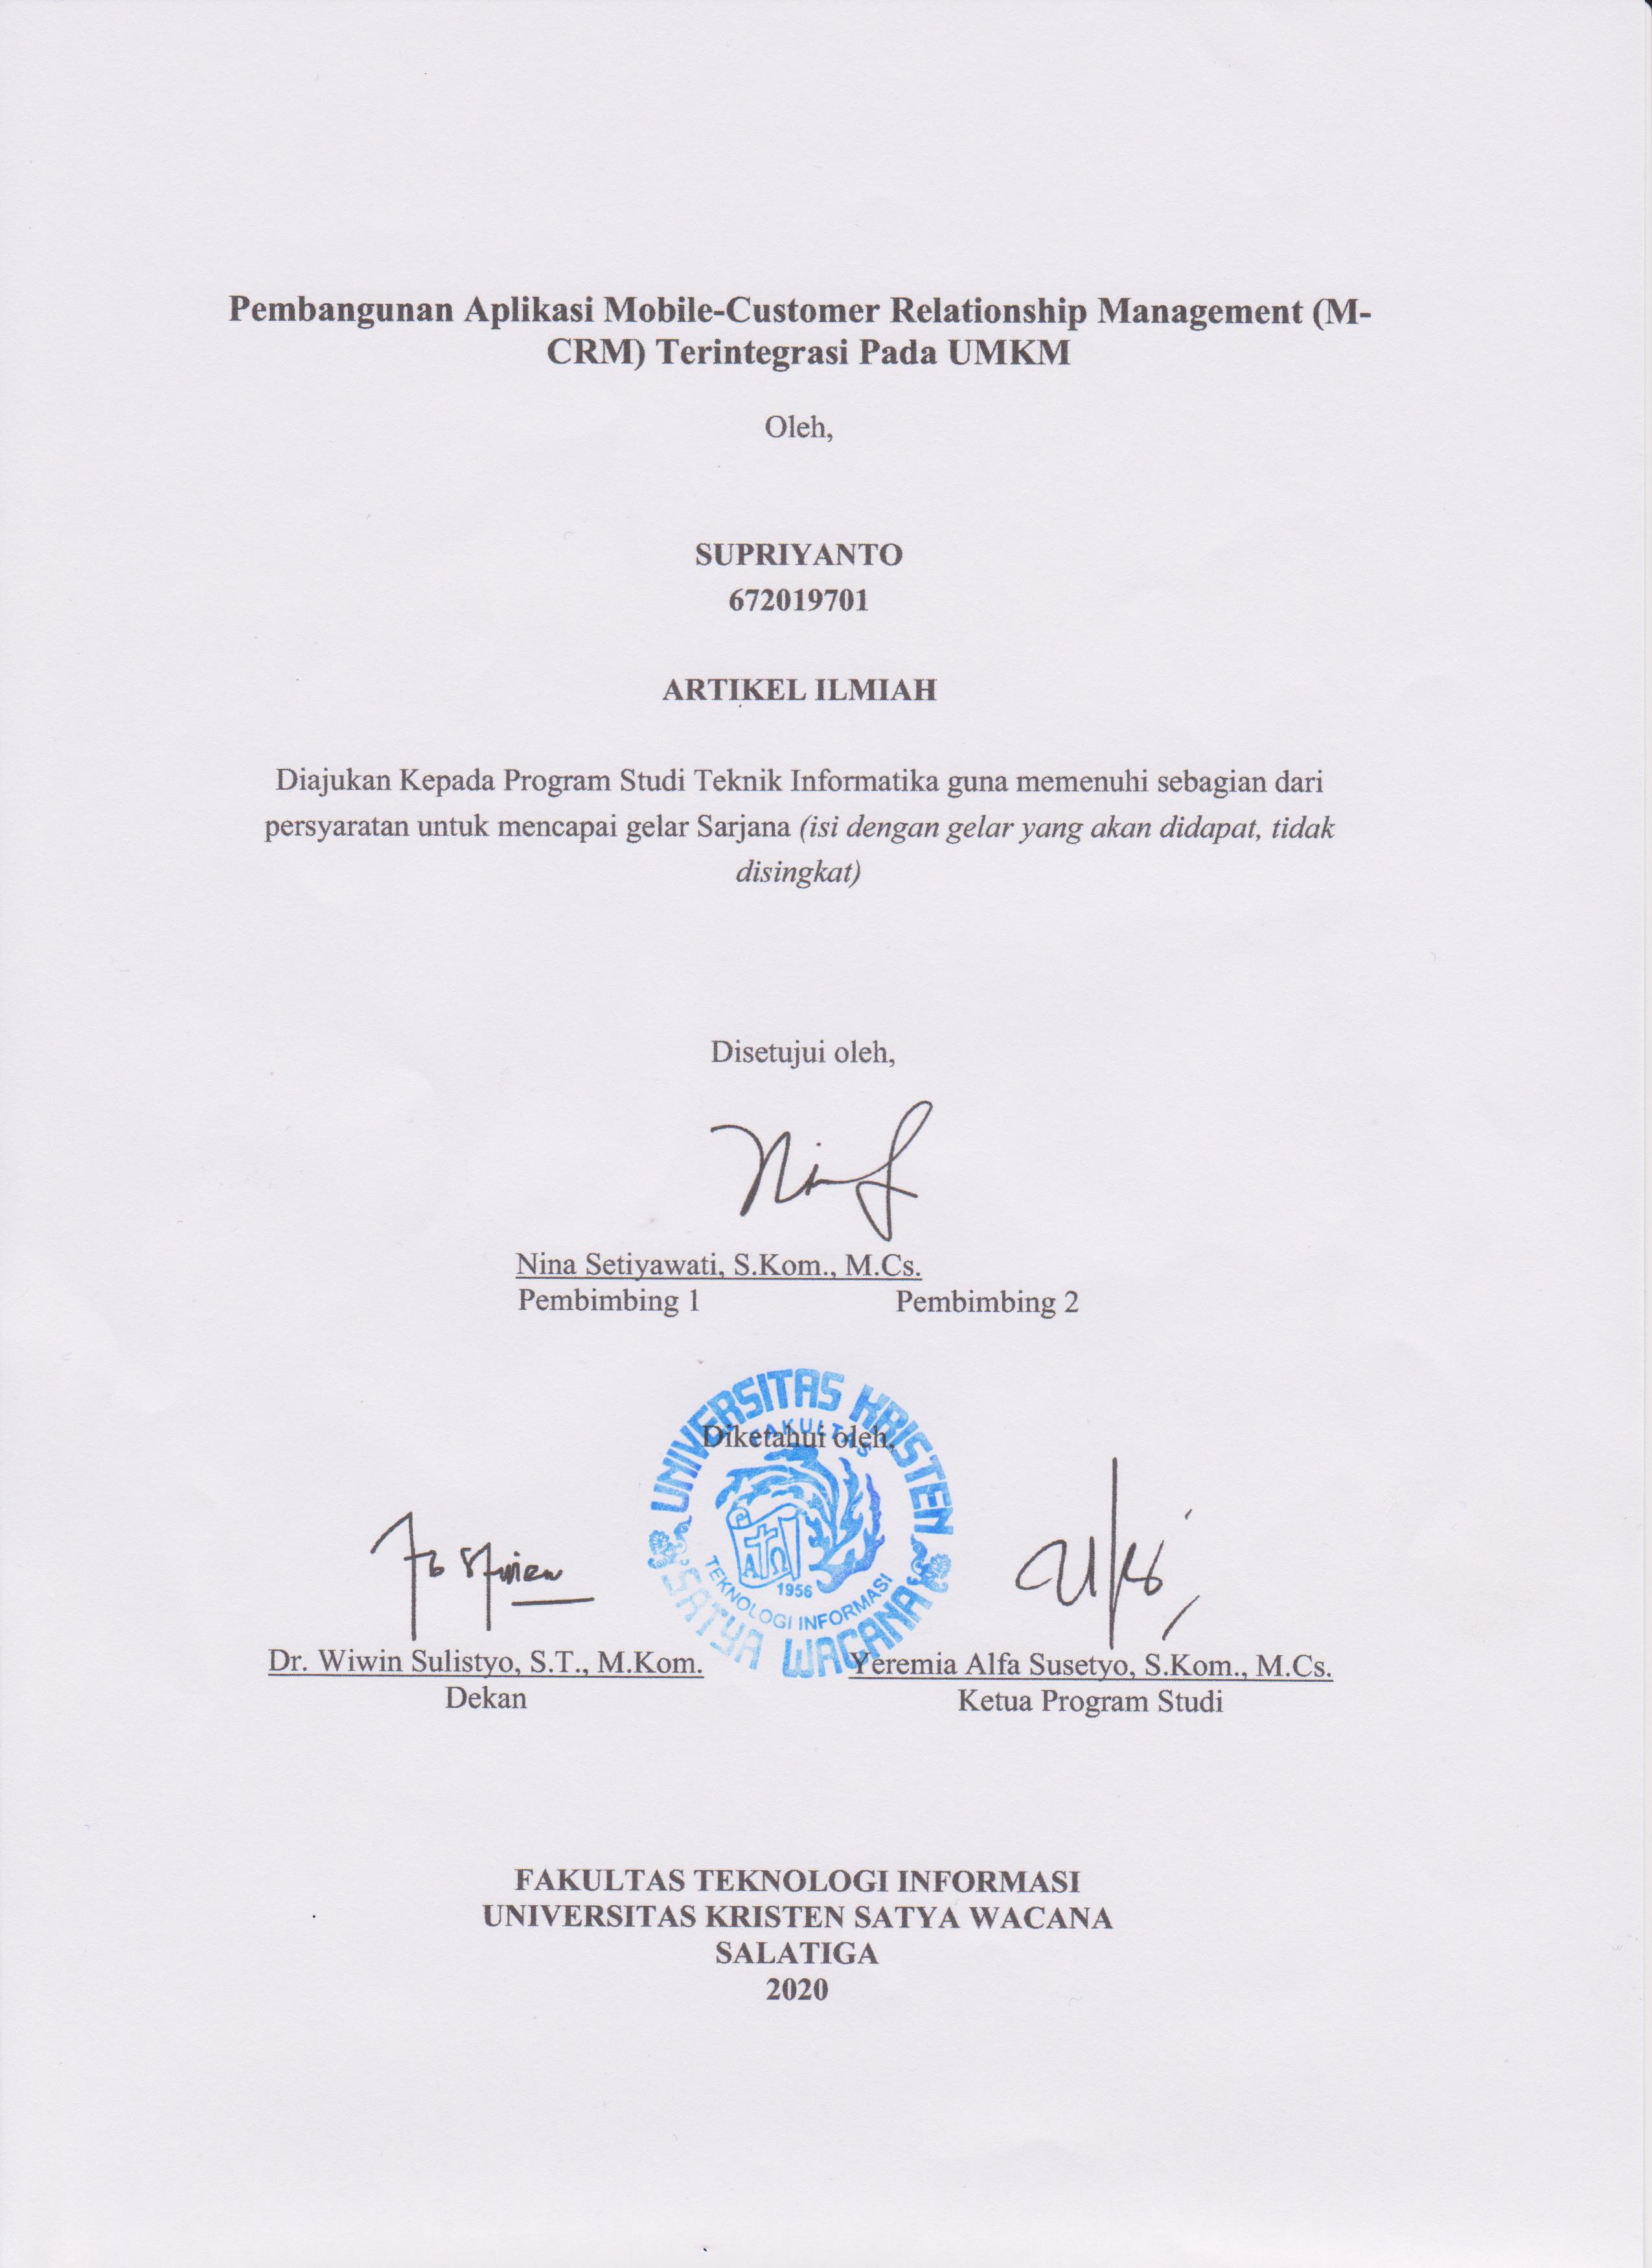 Pembangunan Aplikasi Mobile-Customer Relationship Management (M-
CRM) Terintegrasi Pada UMKM
Oleh,
SUPRIYANTO
672019701
ARTIKEL ILMIAH
Diajukan Kepada Program Studi Teknik Informatika guna memenuhi sebagian dari
persyaratan untuk mencapai gelar Sarjana (isi dengan gelar yang akan didapat, tidak
disingkat)
Disetujui oleh,
Nina Setiyawati, S.Kom., M.Cs.
Pembimbing 1 Pembimbing 2
Diketahui oleh,
UNIVERSITAS KRISTEN
SATYA WACANA
FAKULTAS
TEKNOLOGI INFORMASI
A Ω
1956
Dr. Wiwin Sulistyo, S.T., M.Kom. Yeremia Alfa Susetyo, S.Kom., M.Cs.
Dekan Ketua Program Studi
FAKULTAS TEKNOLOGI INFORMASI
UNIVERSITAS KRISTEN SATYA WACANA
SALATIGA
2020